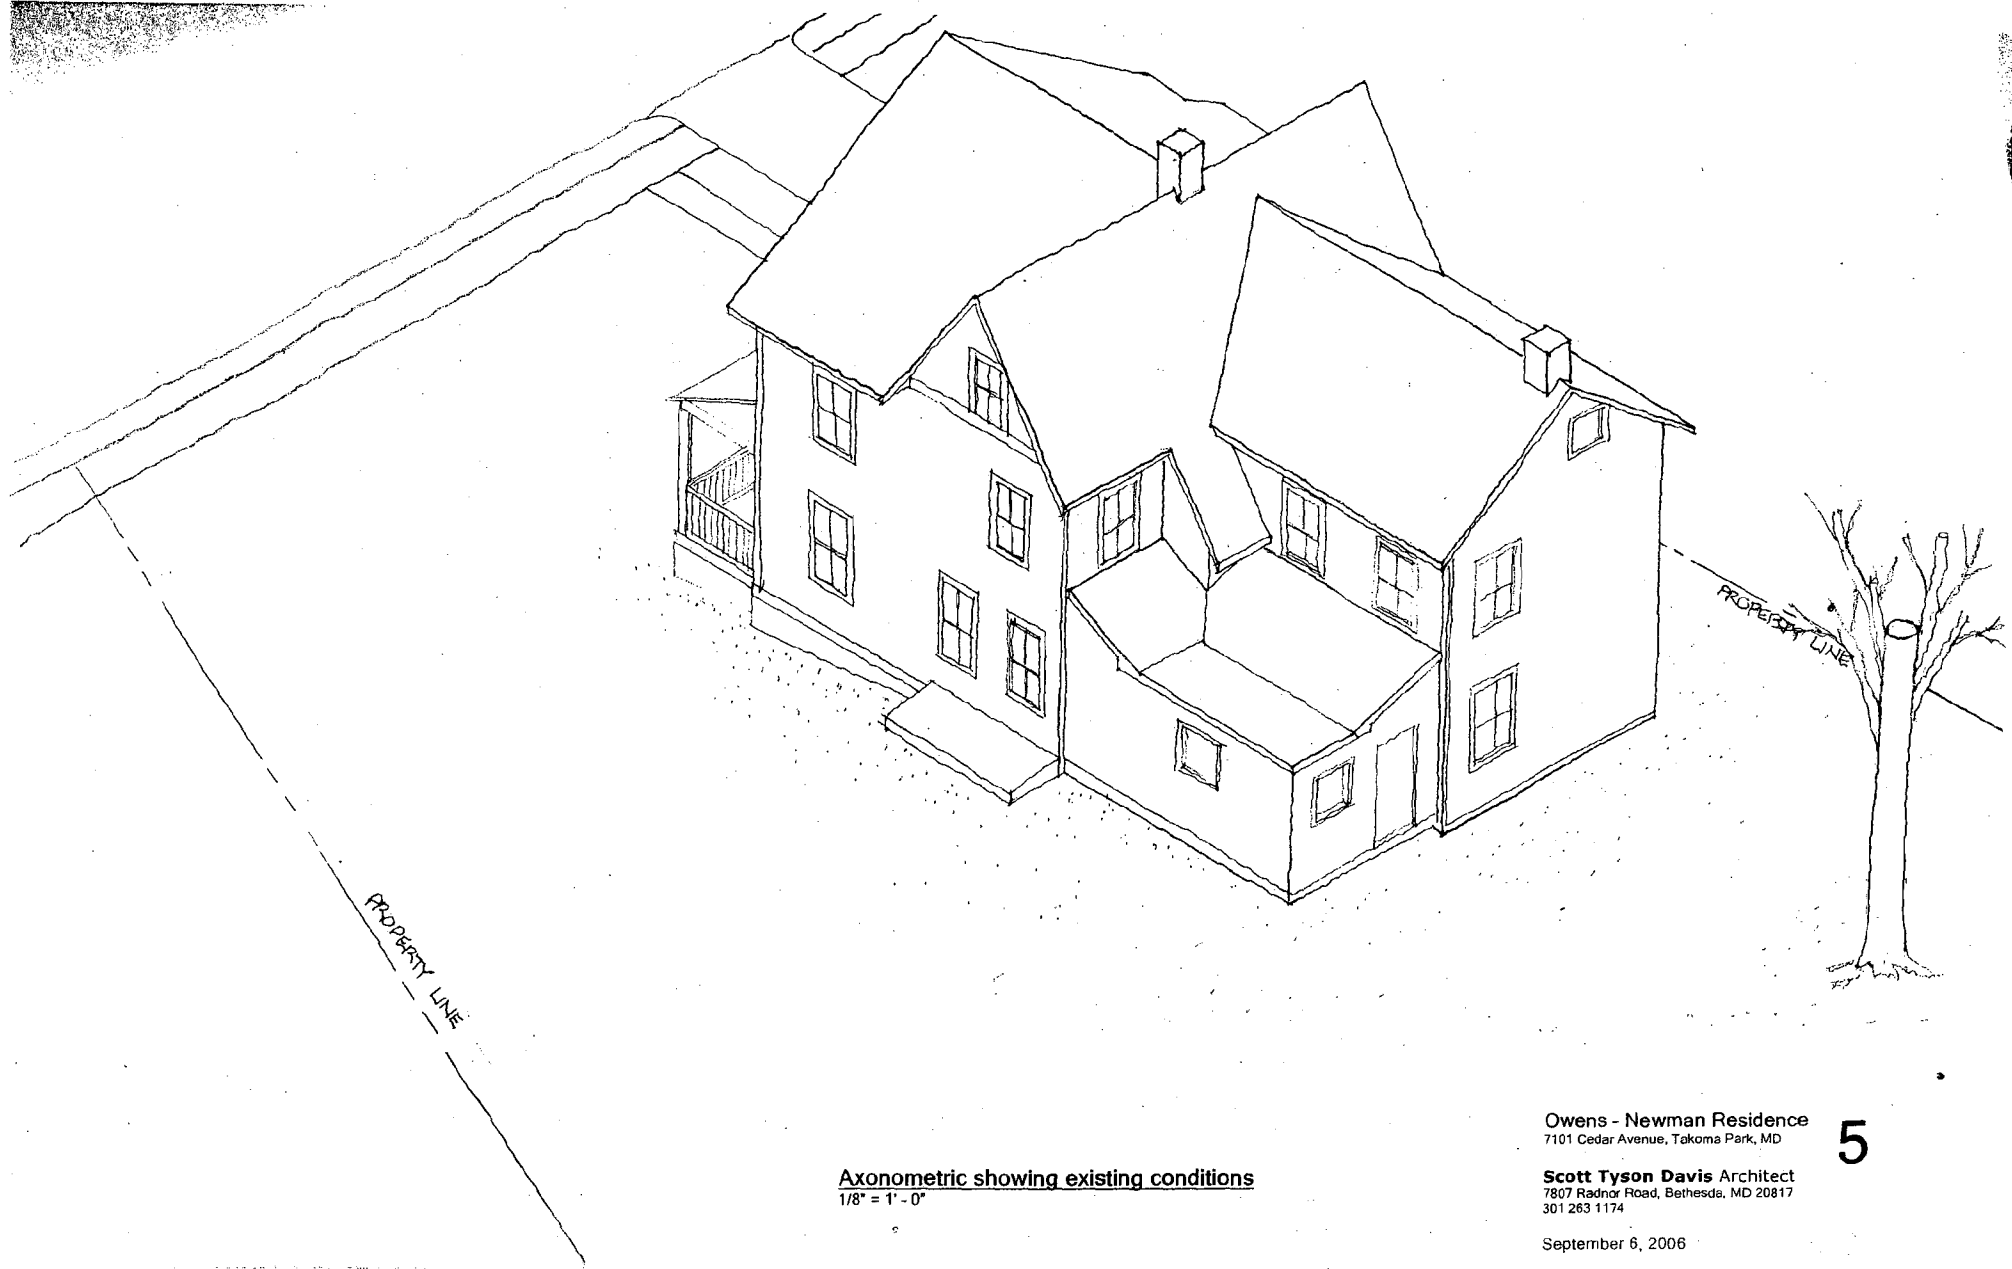 PROPERTY LINE
PROPERTY LINE
Axonometric showing existing conditions
1/8" = 1' - 0"
Owens - Newman Residence
7101 Cedar Avenue, Takoma Park, MD
5
Scott Tyson Davis Architect
7807 Radnor Road, Bethesda, MD 20817
301 263 1174
September 6, 2006